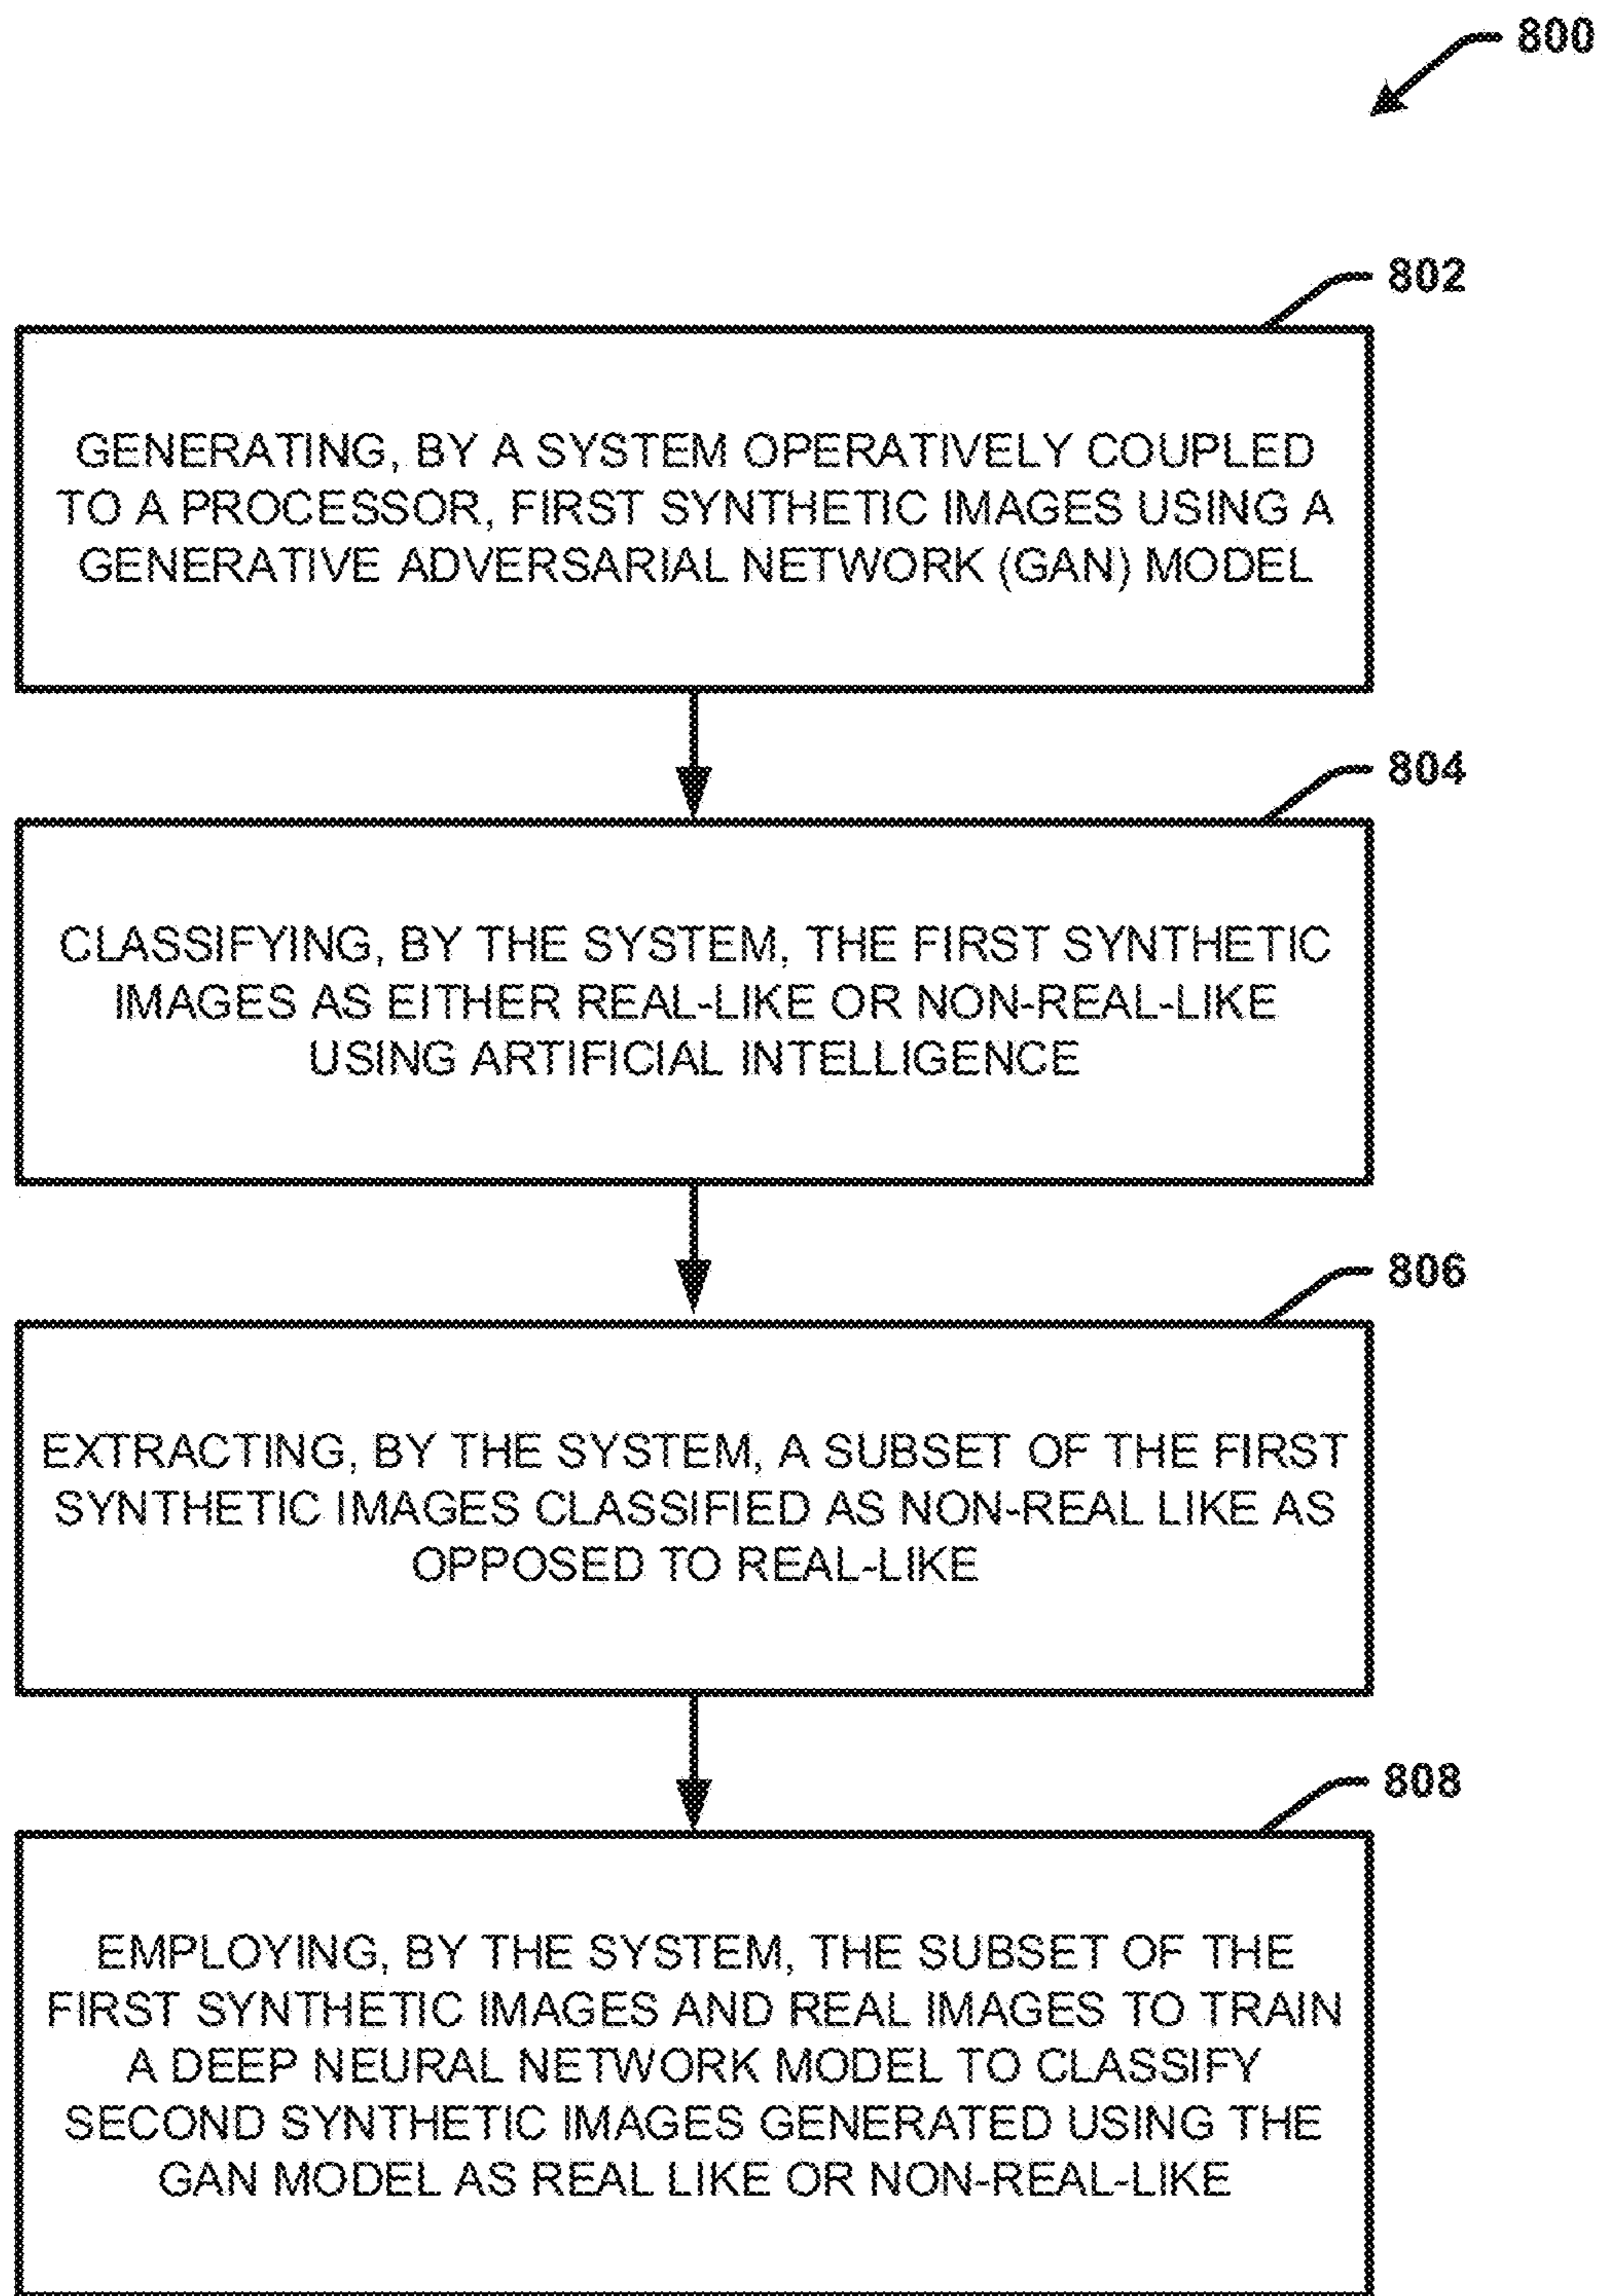 800
802
GENERATING, BY A SYSTEM OPERATIVELY COUPLED
TO A PROCESSOR, FIRST SYNTHETIC IMAGES USING A
GENERATIVE ADVERSARIAL NETWORK (GAN) MODEL
804
CLASSIFYING, BY THE SYSTEM, THE FIRST SYNTHETIC
IMAGES AS EITHER REAL-LIKE OR NON-REAL-LIKE
USING ARTIFICIAL INTELLIGENCE
806
EXTRACTING, BY THE SYSTEM, A SUBSET OF THE FIRST
SYNTHETIC IMAGES CLASSIFIED AS NON-REAL LIKE AS
OPPOSED TO REAL-LIKE
808
EMPLOYING, BY THE SYSTEM, THE SUBSET OF THE
FIRST SYNTHETIC IMAGES AND REAL IMAGES TO TRAIN
A DEEP NEURAL NETWORK MODEL TO CLASSIFY
SECOND SYNTHETIC IMAGES GENERATED USING THE
GAN MODEL AS REAL LIKE OR NON-REAL-LIKE